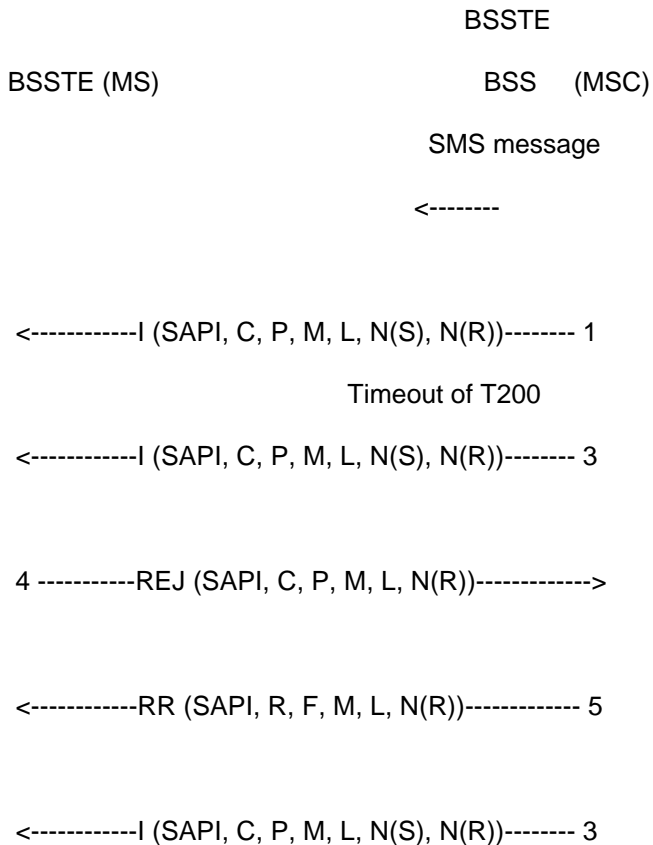 BSSTE
BSSTE (MS) BSS (MSC)
SMS message
<--------
<------------I (SAPI, C, P, M, L, N(S), N(R))-------- 1
Timeout of T200
<------------I (SAPI, C, P, M, L, N(S), N(R))-------- 3
4 -----------REJ (SAPI, C, P, M, L, N(R))------------->
<------------RR (SAPI, R, F, M, L, N(R))------------- 5
<------------I (SAPI, C, P, M, L, N(S), N(R))-------- 3